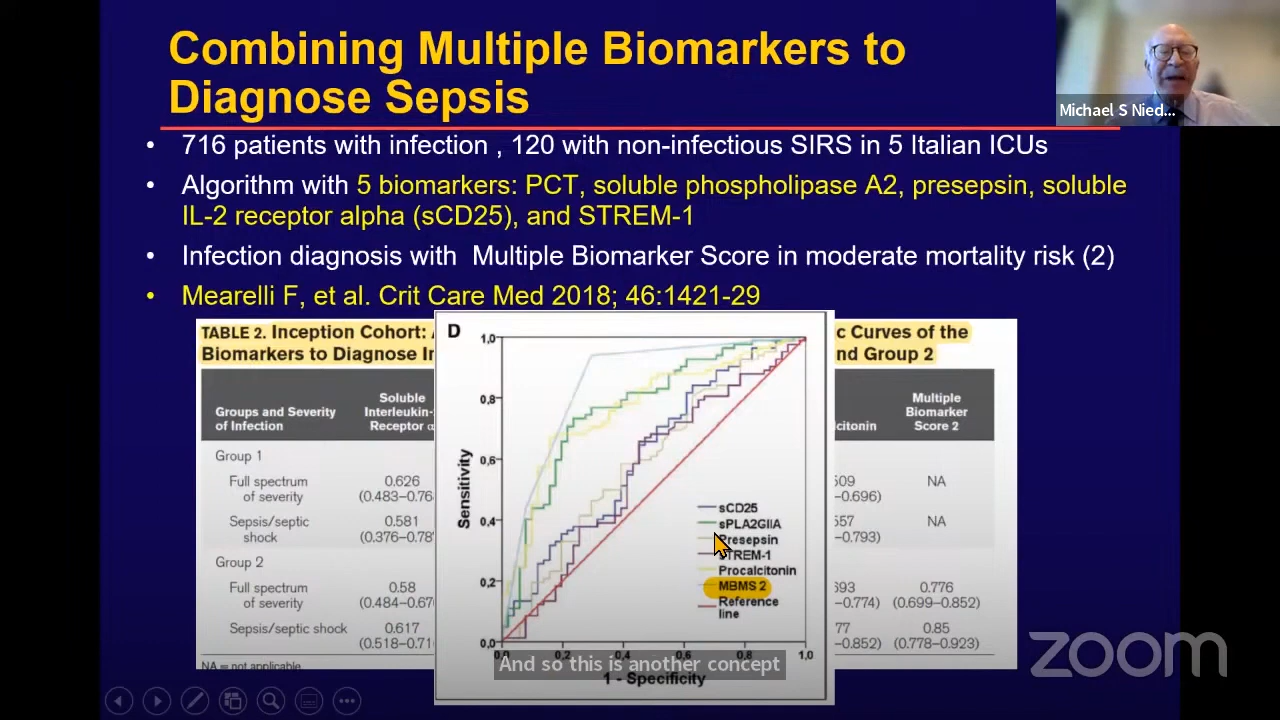 Combining Multiple Biomarkers to
Diagnose Sepsis
Michael S Nied...
• 716 patients with infection , 120 with non-infectious SIRS in 5 Italian ICUs
• Algorithm with 5 biomarkers: PCT, soluble phospholipase A2, presepsin, soluble
IL-2 receptor alpha (sCD25), and STREM-1
• Infection diagnosis with Multiple Biomarker Score in moderate mortality risk (2)
• Mearelli F, et al. Crit Care Med 2018; 46:1421-29
TABLE 2. Inception Cohort:
Biomarkers to Diagnose
Groups and Severity
of Infection
Soluble
Interleukin-
Receptor
Group 1
Full spectrum
of severity
0.626
(0.483–0.76
Sepsis/septic
shock
0.581
(0.376–0.78
Group 2
Full spectrum
of severity
0.58
(0.484–0.67
Sepsis/septic shock
0.617
(0.518–0.71
NA = not applicable
D
1,0
0,8
0,6
0,4
0,2
0,0
Sensitivity
sCD25
sPLA2GIIA
Presepsin
STREM-1
Procalcitonin
MBMS 2
Reference
line
0,0 0,2 0,4 0,6 0,8 1,0
1 - Specificity
And so this is another concept
c Curves of the
nd Group 2
citonin
Multiple
Biomarker
Score 2
509
–0.696)
NA
557
–0.793)
NA
693
–0.774)
0.776
(0.699–0.852)
77
–0.852)
0.85
(0.778–0.923)
zoom